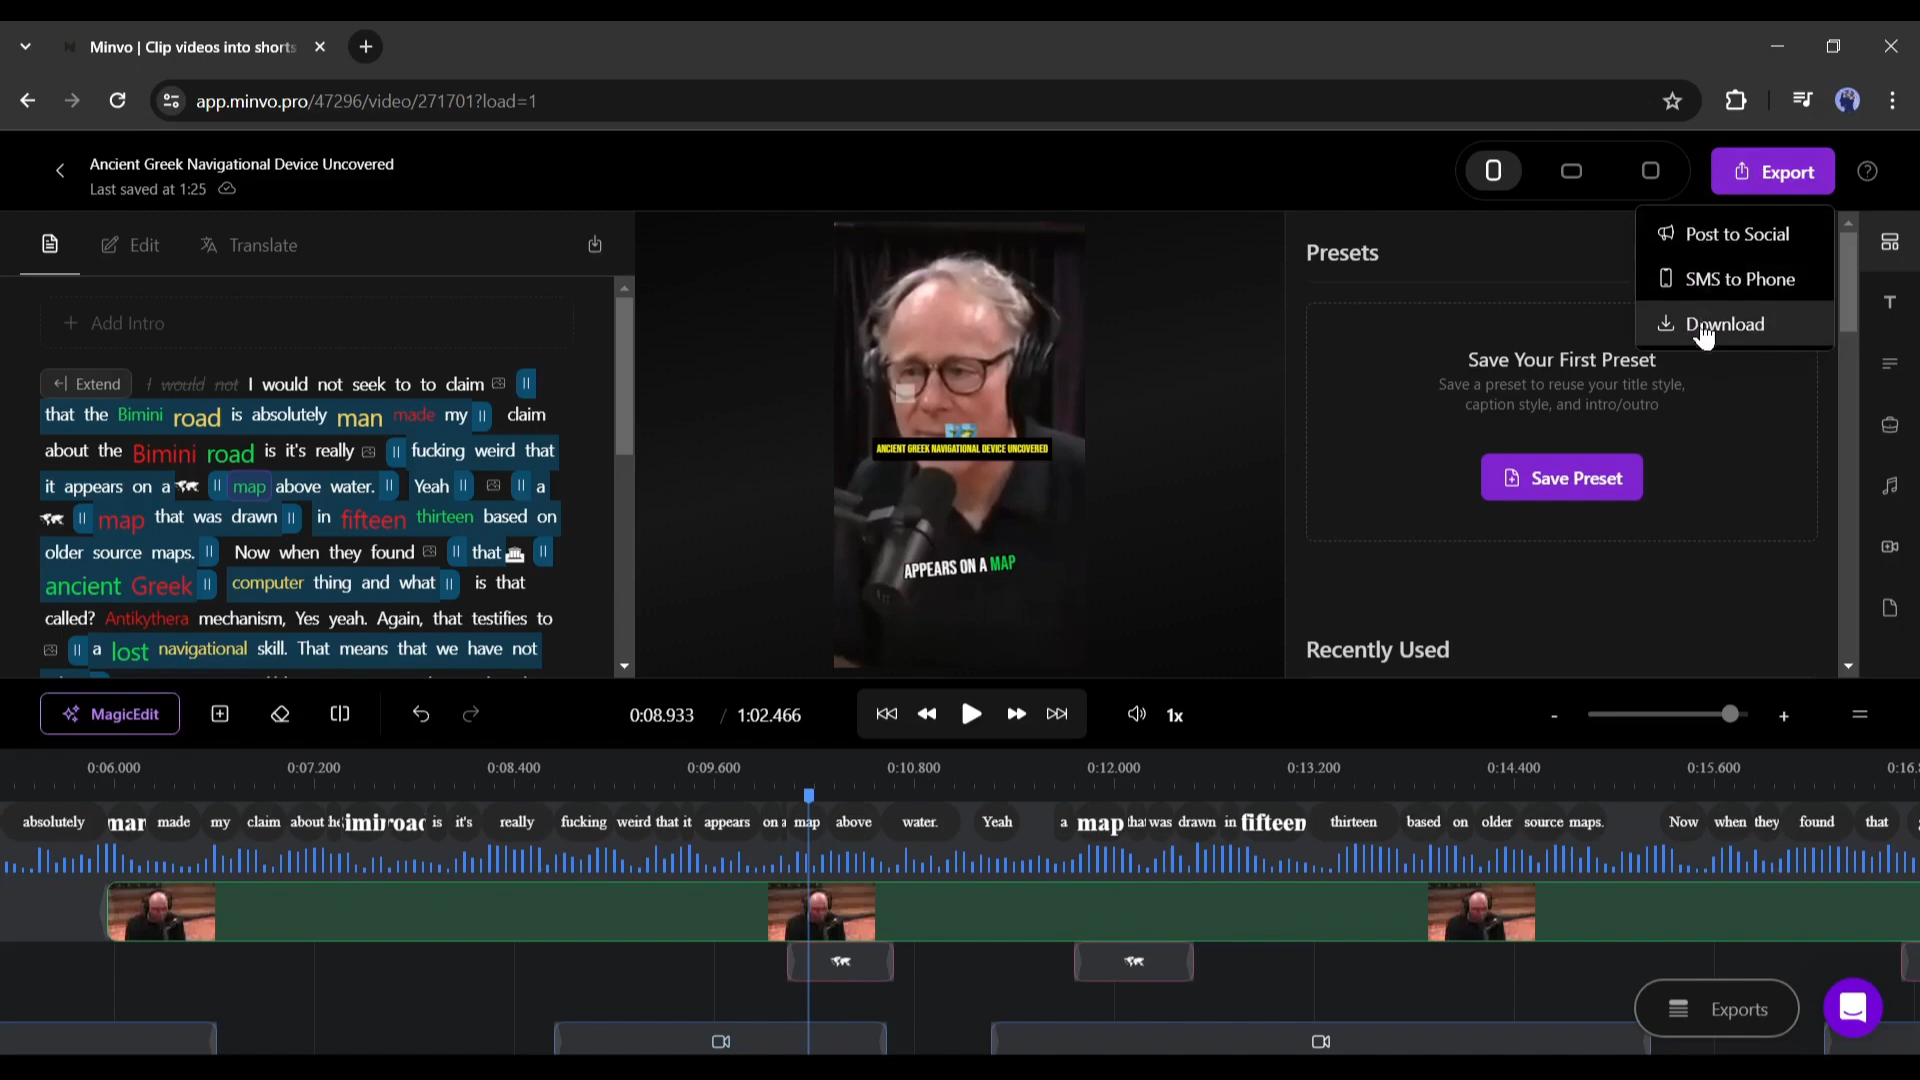 Minvo | Clip videos into shorts
app.minvo.pro/47296/video/271701?load=1
Ancient Greek Navigational Device Uncovered
Last saved at 1:25
Export
Post to Social
SMS to Phone
Download
Edit
Translate
+ Add Intro
Extend I would not I would not seek to to claim
that the Bimini road is absolutely man made my claim
about the Bimini road is it's really fucking weird that
it appears on a map above water. Yeah a
map that was drawn in fifteen thirteen based on
older source maps. Now when they found that
ancient Greek computer thing and what is that
called? Antikythera mechanism, Yes yeah. Again, that testifies to
a lost navigational skill. That means that we have not
ANCIENT GREEK NAVIGATIONAL DEVICE UNCOVERED
APPEARS ON A MAP
Presets
Save Your First Preset
Save a preset to reuse your title style,
caption style, and intro/outro
Save Preset
Recently Used
MagicEdit
0:08.933 / 1:02.466
1x
- +
0:06.000 0:07.200 0:08.400 0:09.600 0:10.800 0:12.000 0:13.200 0:14.400 0:15.600
absolutely man made my claim about is it's really fucking weird that it appears on a map above water. Yeah a map that was drawn in fifteen thirteen based on older source maps. Now when they found that
Exports